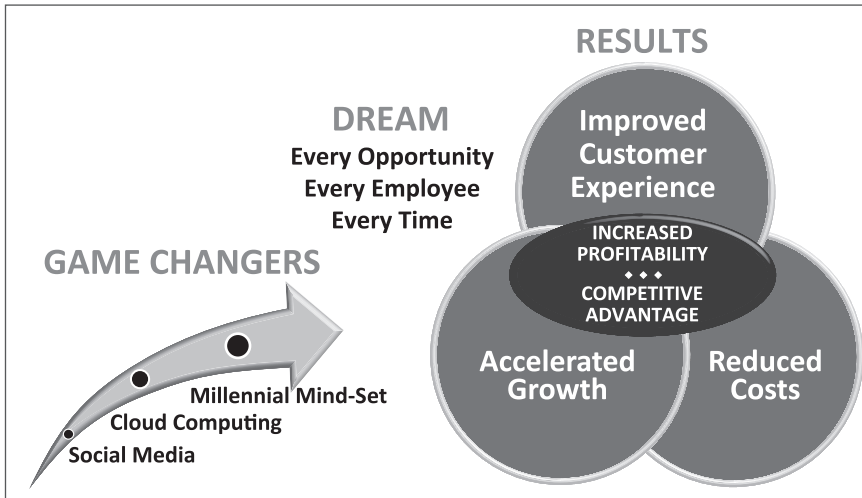 GAME CHANGERS
Social Media
Cloud Computing
Millennial Mind-Set
DREAM
Every Opportunity
Every Employee
Every Time
RESULTS
Improved
Customer
Experience
INCREASED
PROFITABILITY
◆ ◆ ◆
COMPETITIVE
ADVANTAGE
Accelerated
Growth
Reduced
Costs